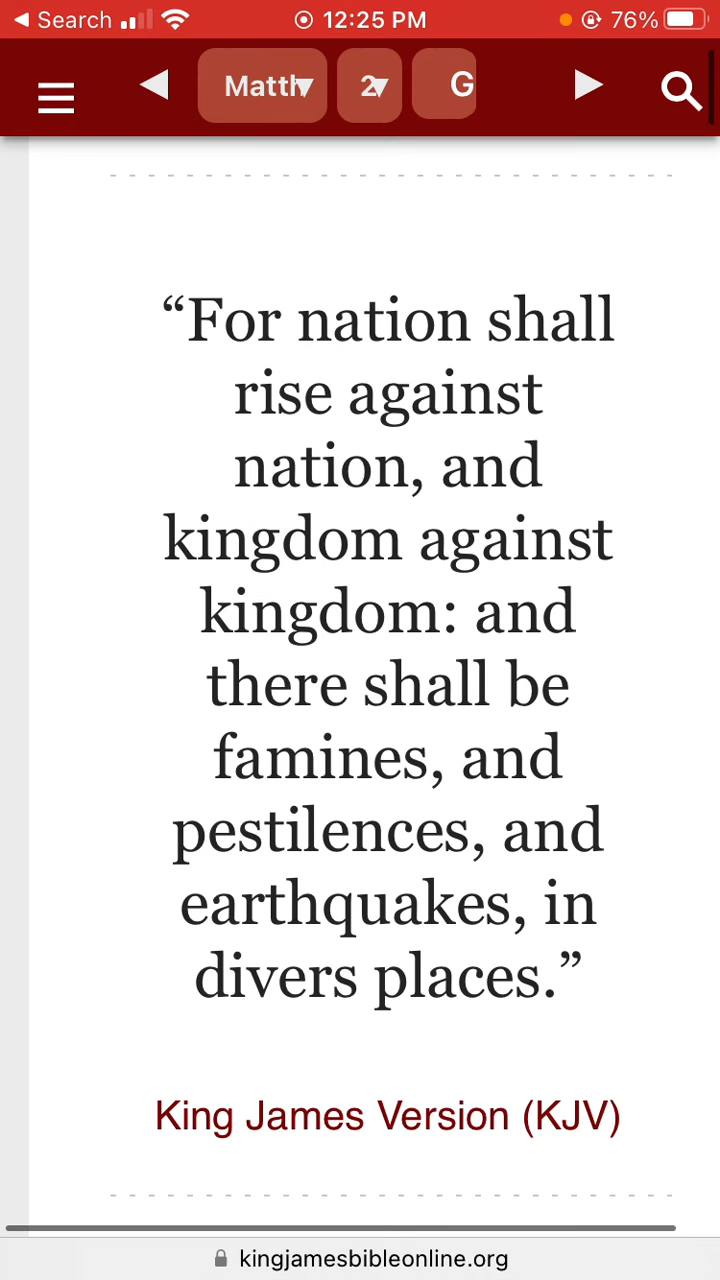 Search 12:25 PM 76%
Matth 2 G
“For nation shall
rise against
nation, and
kingdom against
kingdom: and
there shall be
famines, and
pestilences, and
earthquakes, in
divers places.”
King James Version (KJV)
kingjamesbibleonline.org